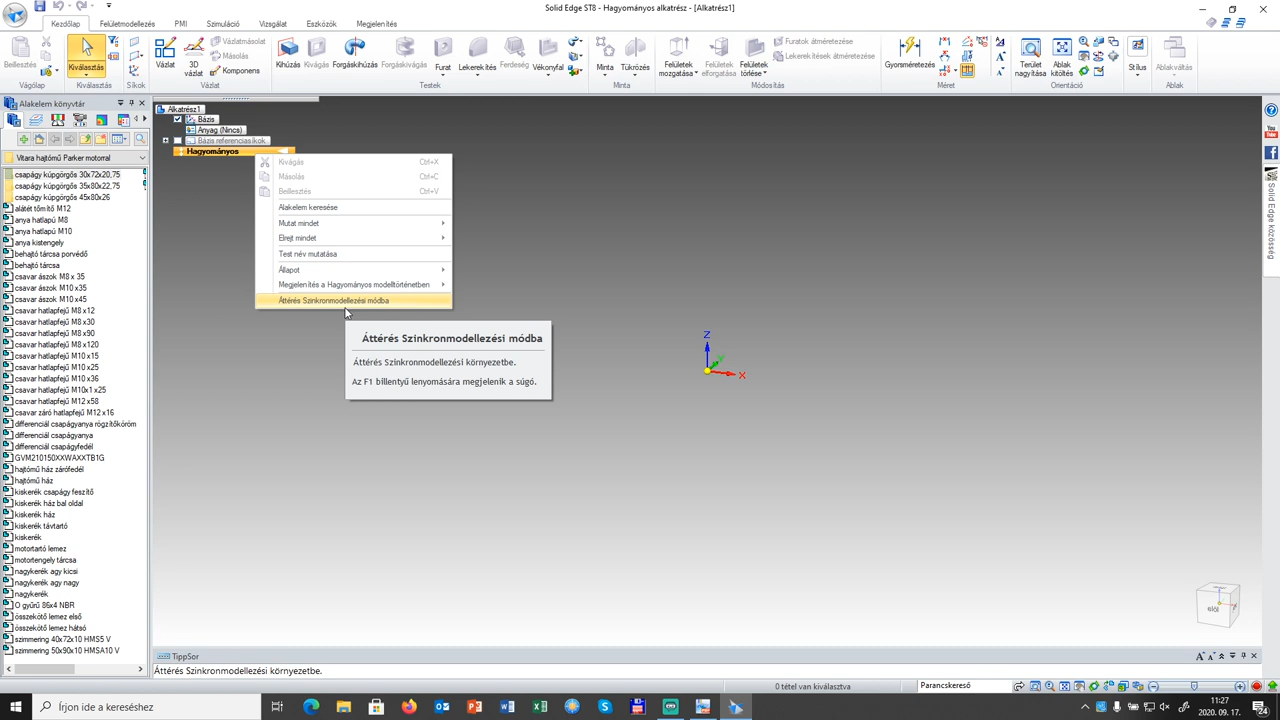 Solid Edge ST8 - Hagyományos alkatrész - [Alkatrész1]
Kezdőlap Felületmodellezés PMI Szimuláció Vizsgálat Eszközök Megjelenítés
Beillesztés
Kiválasztás
Vázlat
3D vázlat
Vázlatmásolat
Másolás
Komponens
Kihúzás
Kivágás
Forgáskihúzás
Forgáskivágás
Furat
Lekerekítés
Ferdeség
Vékonyfal
Minta
Tükrözés
Felületek mozgatása
Felületek elforgatása
Felületek törlése
Furatok átméretezése
Lekerekítések átméretezése
Gyorsméretezés
Terület nagyítása
Ablak kitöltés
Stílus
Ablakváltás
Vágólap Kiválasztás Síkok Vázlat Testek Minta Módosítás Méret Orientáció Ablak
Alakelem könyvtár
Vitara hajtómű Parker motorral
csapágy kúpgörgős 30x72x20,75
csapágy kúpgörgős 35x80x22,75
csapágy kúpgörgős 45x80x26
alátét tömítő M12
anya hatlapú M8
anya hatlapú M10
anya kistengely
behajtó tárcsa porvédő
behajtó tárcsa
csavar ászok M8 x 35
csavar ászok M10 x35
csavar ászok M10 x45
csavar hatlapfejű M8 x12
csavar hatlapfejű M8 x30
csavar hatlapfejű M8 x90
csavar hatlapfejű M8 x120
csavar hatlapfejű M10 x15
csavar hatlapfejű M10 x25
csavar hatlapfejű M10 x36
csavar hatlapfejű M10x1 x25
csavar hatlapfejű M12 x58
csavar záró hatlapfejű M12 x16
differenciál csapágyanya rögzítőköröm
differenciál csapágyanya
differenciál csapágyfedél
GVM210150XXWAXXTB1G
hajtómű ház zárófedél
hajtómű ház
kiskerék csapágy feszítő
kiskerék ház bal oldal
kiskerék ház
kiskerék távtartó
kiskerék
motortartó lemez
motortengely tárcsa
nagykerék agy kicsi
nagykerék agy nagy
nagykerék
O gyűrű 86x4 NBR
összekötő lemez első
összekötő lemez hátsó
szimmering 40x72x10 HMS5 V
szimmering 50x90x10 HMSA10 V
Alkatrész1
Bázis
Anyag (Nincs)
Bázis referenciasíkok
Hagyományos
Kivágás Ctrl+X
Másolás Ctrl+C
Beillesztés Ctrl+V
Alakelem keresése
Mutat mindet
Elrejt mindet
Test név mutatása
Állapot
Megjelenítés a Hagyományos modelltörténetben
Áttérés Szinkronmodellezési módba
Áttérés Szinkronmodellezési módba
Áttérés Szinkronmodellezési környezetbe.
Az F1 billentyű lenyomására megjelenik a súgó.
Z
Y
X
elölő
You
Tube
Solid Edge közösség
TippSor
Áttérés Szinkronmodellezési környezetbe.
0 tétel van kiválasztva
Parancskereső
Írjon ide a kereséshez
11:27
2020. 09. 17.
24